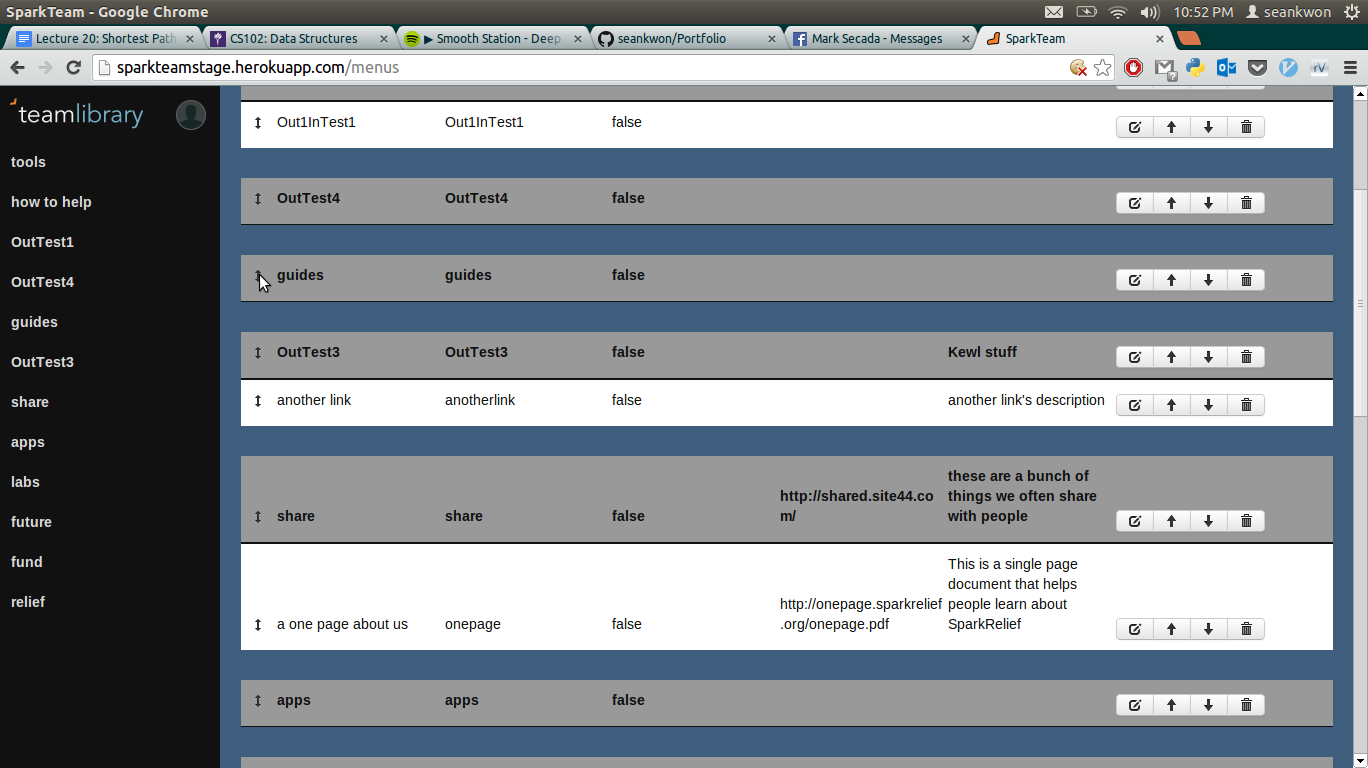 SparkTeam - Google Chrome
10:52 PM
seankwon
Lecture 20: Shortest Path
CS102: Data Structures
▶ Smooth Station - Deep
seankwon/Portfolio
Mark Secada - Messages
SparkTeam
sparkteamstage.herokuapp.com/menus
teamlibrary
tools
how to help
OutTest1
OutTest4
guides
OutTest3
share
apps
labs
future
fund
relief
Out1InTest1 Out1InTest1 false
OutTest4 OutTest4 false
guides guides false
OutTest3 OutTest3 false Kewl stuff
another link anotherlink false another link's description
share share false
http://shared.site44.co
m/
these are a bunch of
things we often share
with people
a one page about us onepage false
http://onepage.sparkrelief
.org/onepage.pdf
This is a single page
document that helps
people learn about
SparkRelief
apps apps false